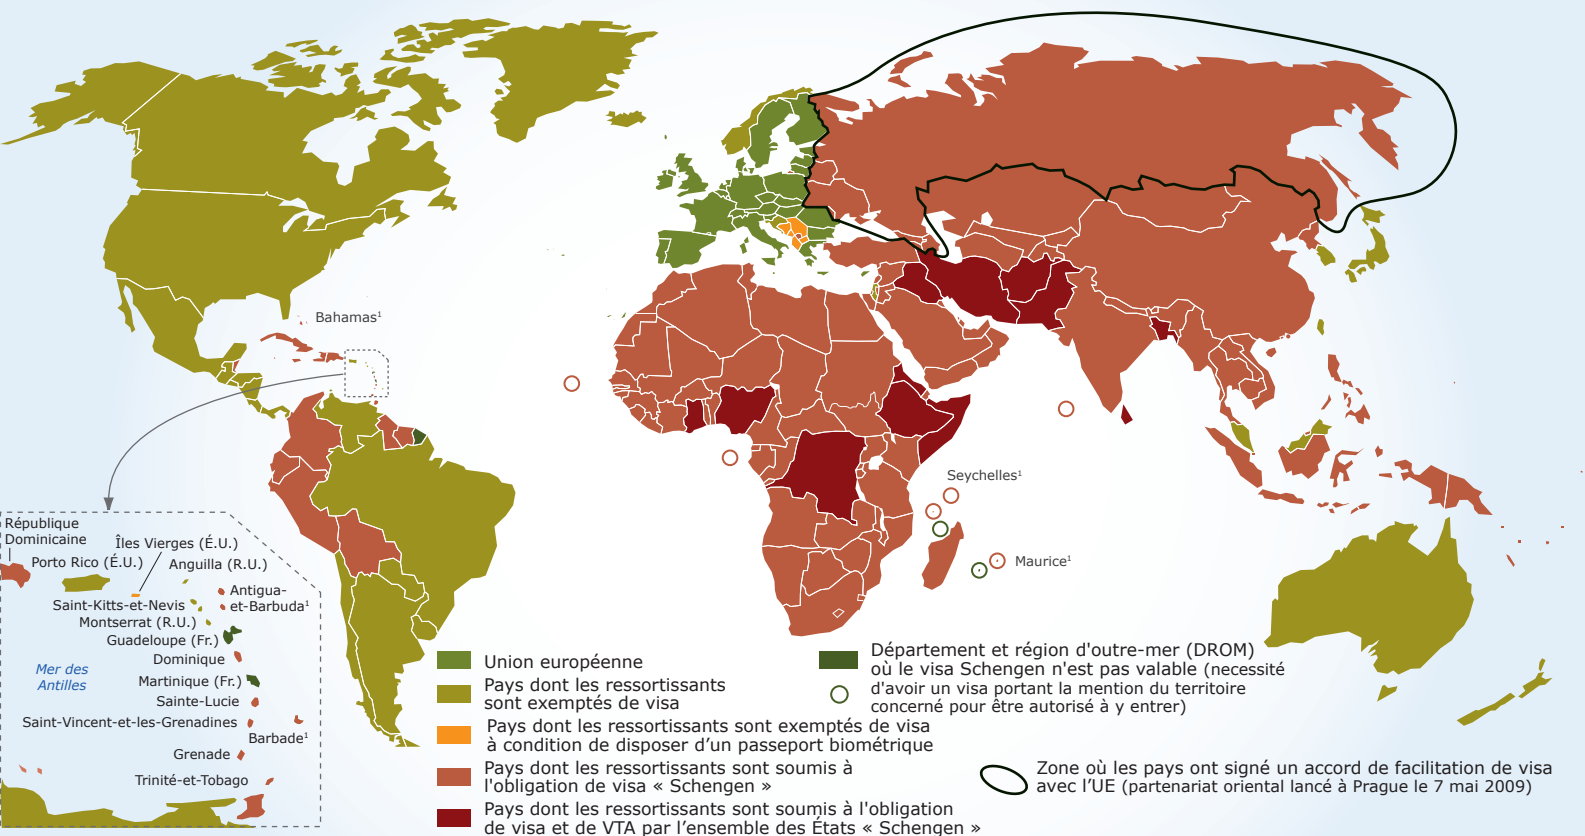 Bahamas¹
Seychelles¹
Maurice¹
République
Dominicaine
Porto Rico (É.U.)
Îles Vierges (É.U.)
Anguilla (R.U.)
Saint-Kitts-et-Nevis
Antigua-
et-Barbuda¹
Montserrat (R.U.)
Guadeloupe (Fr.)
Dominique
Mer des
Antilles
Martinique (Fr.)
Sainte-Lucie
Saint-Vincent-et-les-Grenadines
Barbade¹
Grenade
Trinité-et-Tobago
Union européenne
Pays dont les ressortissants
sont exemptés de visa
Pays dont les ressortissants sont exemptés de visa
à condition de disposer d’un passeport biométrique
Pays dont les ressortissants sont soumis à
l'obligation de visa « Schengen »
Pays dont les ressortissants sont soumis à l'obligation
de visa et de VTA par l’ensemble des États « Schengen »
Département et région d'outre-mer (DROM)
où le visa Schengen n'est pas valable (necessité
d'avoir un visa portant la mention du territoire
concerné pour être autorisé à y entrer)
Zone où les pays ont signé un accord de facilitation de visa
avec l’UE (partenariat oriental lancé à Prague le 7 mai 2009)